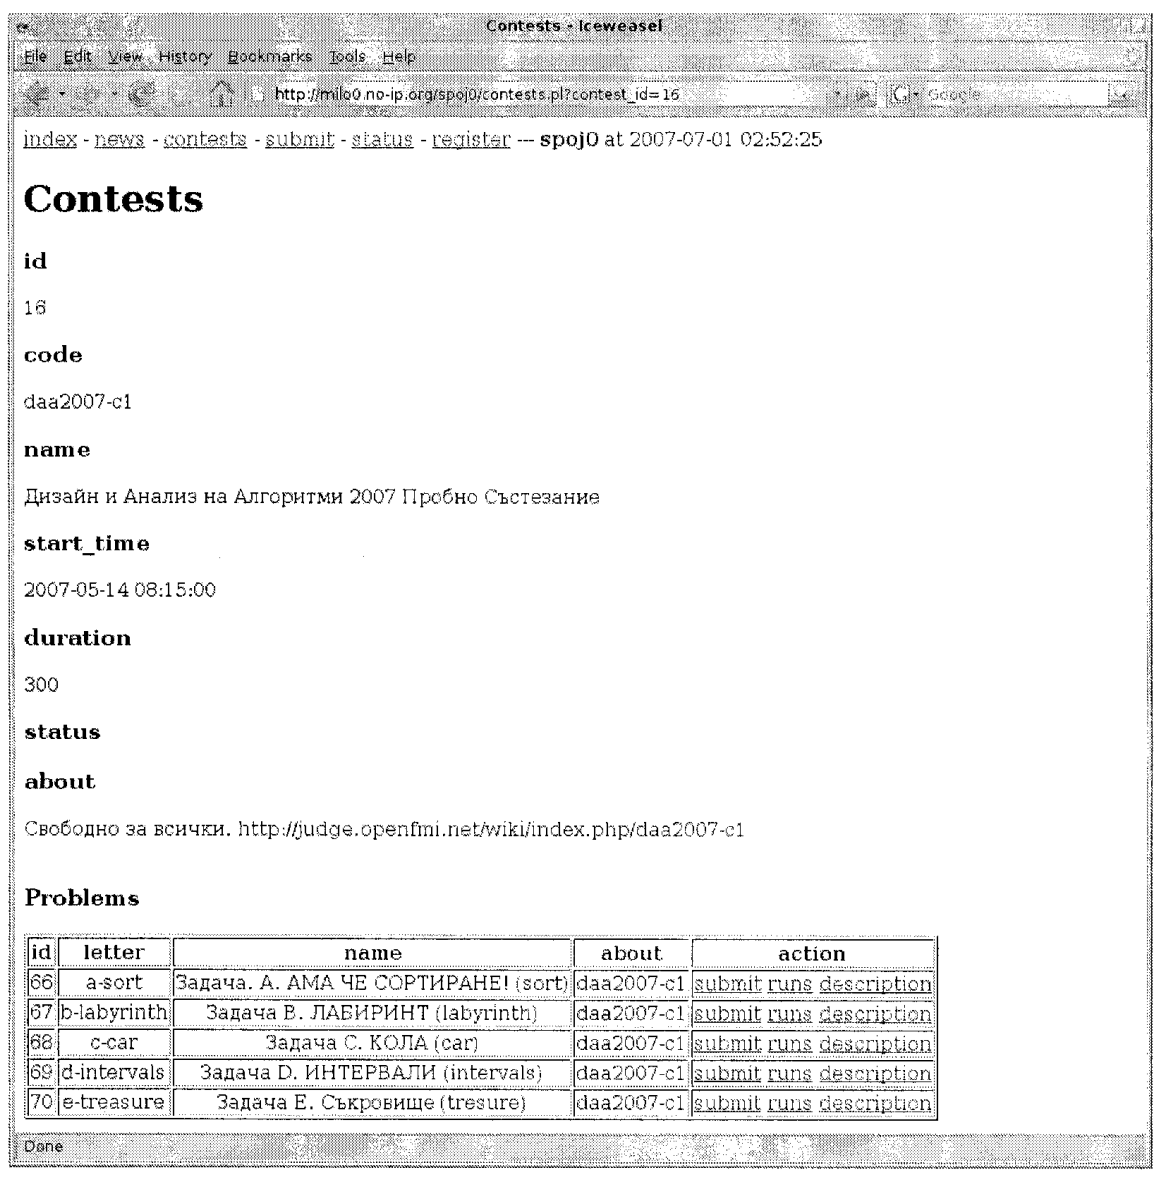 Contests - Iceweasel
File Edit View History Bookmarks Tools Help
http://milo0.no-ip.org/spoj0/contests.pl?contest_id=16 G Google
index - news - contests - submit - status - register --- spoj0 at 2007-07-01 02:52:25
Contests
id
16
code
daa2007-c1
name
Дизайн и Анализ на Алгоритми 2007 Пробно Състезание
start_time
2007-05-14 08:15:00
duration
300
status
about
Свободно за всички. http://judge.openfmi.net/wiki/index.php/daa2007-c1
Problems
id letter name about action
66 a-sort Задача. А. АМА ЧЕ СОРТИРАНЕ! (sort) daa2007-c1 submit runs description
67 b-labyrinth Задача B. ЛАБИРИНТ (labyrinth) daa2007-c1 submit runs description
68 c-car Задача C. КОЛА (car) daa2007-c1 submit runs description
69 d-intervals Задача D. ИНТЕРВАЛИ (intervals) daa2007-c1 submit runs description
70 e-treasure Задача E. Съкровище (tresure) daa2007-c1 submit runs description
Done